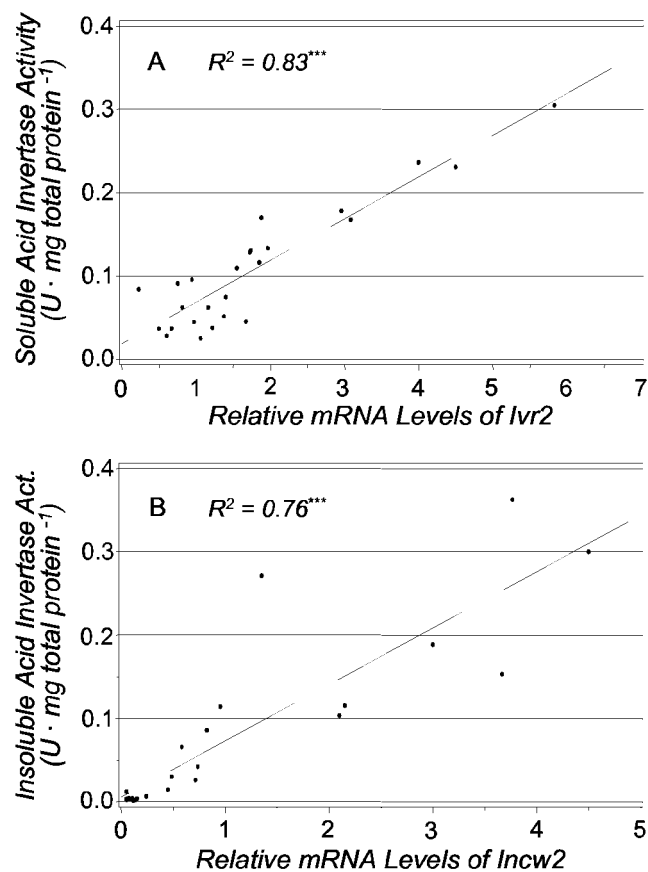 Soluble Acid Invertase Activity
(U · mg total protein -1)
0.4
0.3
0.2
0.1
0.0
A R2 = 0.83***
0 1 2 3 4 5 6 7
Relative mRNA Levels of Ivr2
Insoluble Acid Invertase Act.
(U · mg total protein -1)
0.4
0.3
0.2
0.1
0.0
B R2 = 0.76***
0 1 2 3 4 5
Relative mRNA Levels of Incw2